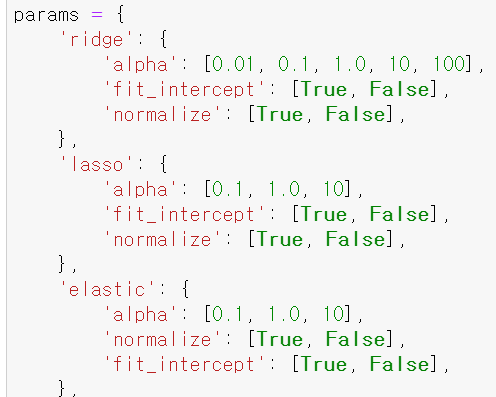 params = {
    'ridge': {
        'alpha': [0.01, 0.1, 1.0, 10, 100],
        'fit_intercept': [True, False],
        'normalize': [True, False],
    },
    'lasso': {
        'alpha': [0.1, 1.0, 10],
        'fit_intercept': [True, False],
        'normalize': [True, False],
    },
    'elastic': {
        'alpha': [0.1, 1.0, 10],
        'normalize': [True, False],
        'fit_intercept': [True, False],
    },